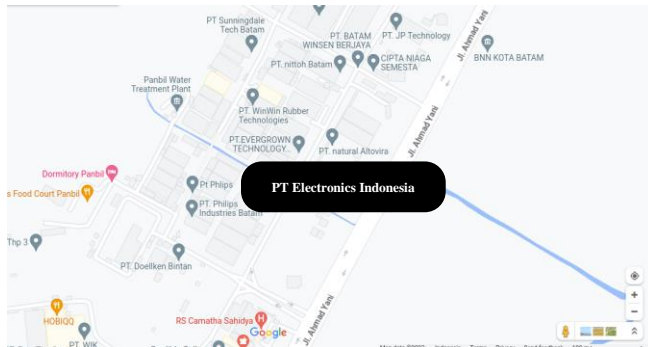 PT Sunningdale
Tech Batam
PT. BATAM
WINSEN BERJAYA
PT. JP Technology
Jl. Ahmad Yani
BNN KOTA BATAM
PT. nittoh Batam
CIPTA NIAGA
SEMESTA
Panbil Water
Treatment Plant
PT. WinWin Rubber
Technologies
PT.EVERGROWN
TECHNOLOGY...
PT. natural Altovira
Jl. Ahmad Yani
Dormitory Panbil
Pt Philips
PT Electronics Indonesia
s Food Court Panbil
PT. Philips
Industries Batam
Thp 3
PT. Doellken Bintan
HOBIQQ
RS Camatha Sahidya
H
Jl. Ahmad Yani
Google
PT WIK